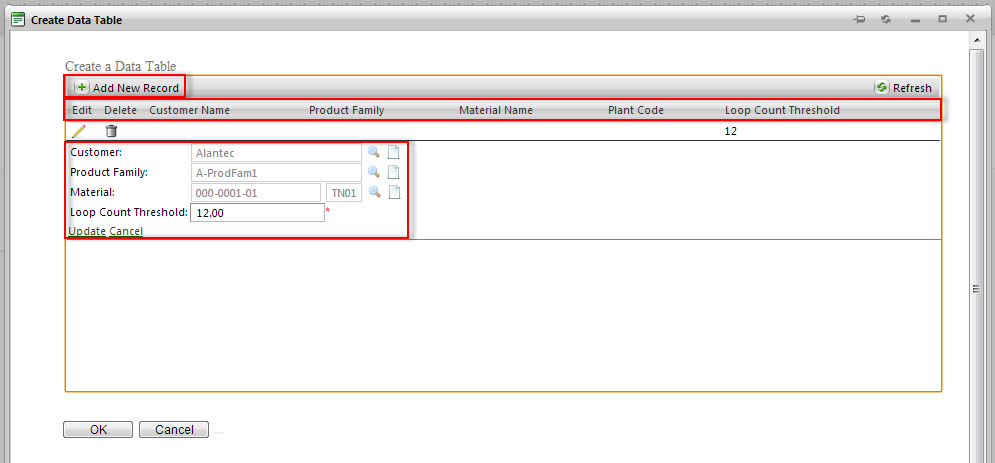 Create Data Table
Create a Data Table
Add New Record Refresh
Edit Delete Customer Name Product Family Material Name Plant Code Loop Count Threshold
12
Customer: Alantec
Product Family: A-ProdFam1
Material: 000-0001-01 TN01
Loop Count Threshold: 12.00 *
Update Cancel
OK Cancel